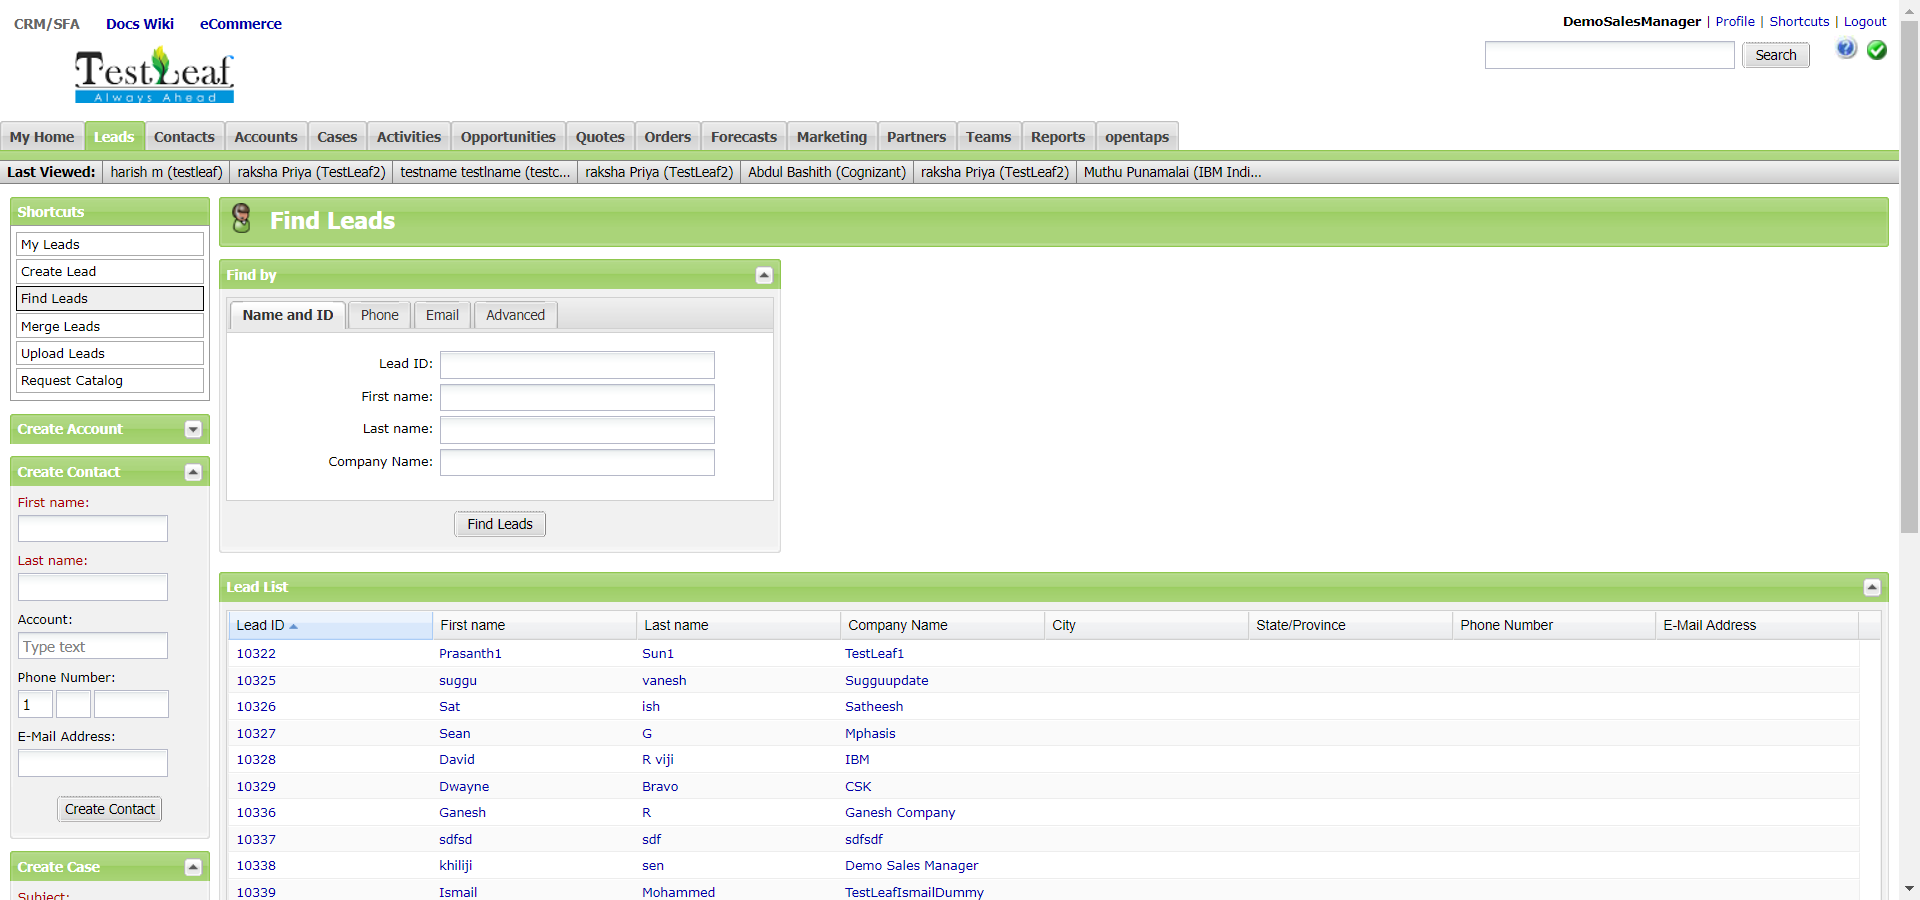 CRM/SFA Docs Wiki eCommerce
DemoSalesManager | Profile | Shortcuts | Logout
Search
TestLeaf
Always Ahead
My Home Leads Contacts Accounts Cases Activities Opportunities Quotes Orders Forecasts Marketing Partners Teams Reports opentaps
Last Viewed: harish m (testleaf) raksha Priya (TestLeaf2) testname testlname (testc... raksha Priya (TestLeaf2) Abdul Bashith (Cognizant) raksha Priya (TestLeaf2) Muthu Punamalai (IBM Indi...
Shortcuts
My Leads
Create Lead
Find Leads
Merge Leads
Upload Leads
Request Catalog
Create Account
Create Contact
First name:
Last name:
Account:
Type text
Phone Number:
1
E-Mail Address:
Create Contact
Create Case
Subject:
Find Leads
Find by
Name and ID Phone Email Advanced
Lead ID:
First name:
Last name:
Company Name:
Find Leads
Lead List
Lead ID First name Last name Company Name City State/Province Phone Number E-Mail Address
10322 Prasanth1 Sun1 TestLeaf1
10325 suggu vanesh Sugguupdate
10326 Sat ish Satheesh
10327 Sean G Mphasis
10328 David R viji IBM
10329 Dwayne Bravo CSK
10336 Ganesh R Ganesh Company
10337 sdfsd sdf sdfsdf
10338 khiliji sen Demo Sales Manager
10339 Ismail Mohammed TestLeafIsmailDummy